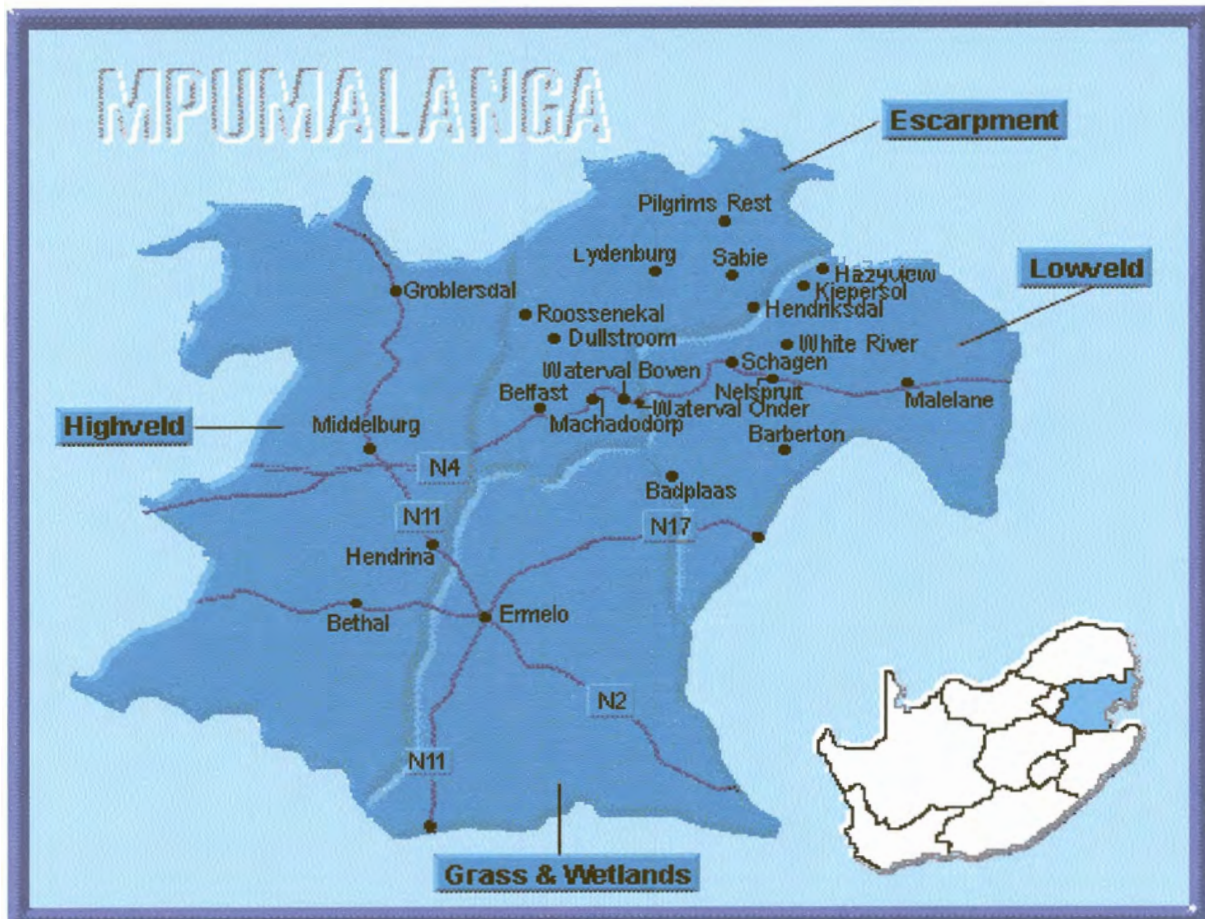 MPUMALANGA
Escarpment
Pilgrims Rest
Lydenburg
Sabie
Lowveld
Hazyview
Kiepersol
Groblersdal
Hendriksdal
Roossenekal
Dullstroom
White River
Waterval Boven
Schagen
Belfast
Nelspruit
Malelane
Waterval Onder
Machadodorp
Highveld
Middelburg
Barberton
N4
Badplaas
N11
N17
Hendrina
Ermelo
Bethal
N2
N11
Grass & Wetlands